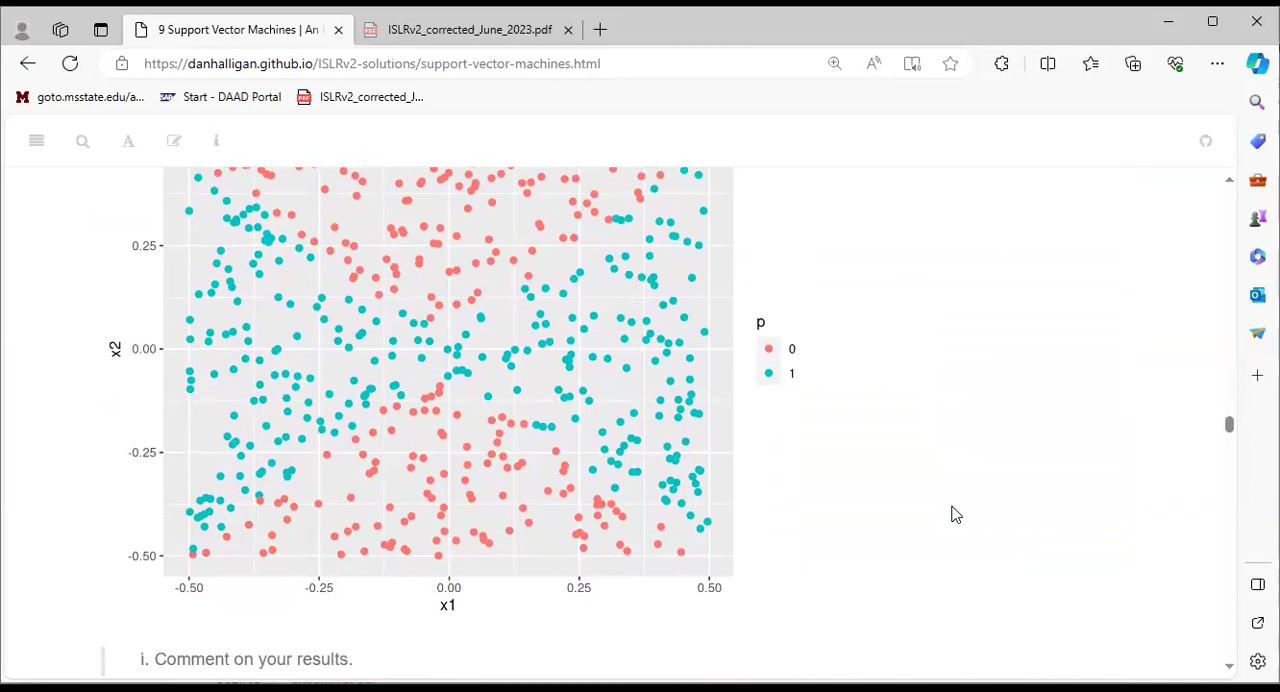 9 Support Vector Machines | An
ISLRv2_corrected_June_2023.pdf
https://danhalligan.github.io/ISLRv2-solutions/support-vector-machines.html
goto.msstate.edu/a...
Start - DAAD Portal
ISLRv2_corrected_J...
0.25
0.00
-0.25
-0.50
x2
-0.50
-0.25
0.00
0.25
0.50
x1
p
0
1
i. Comment on your results.